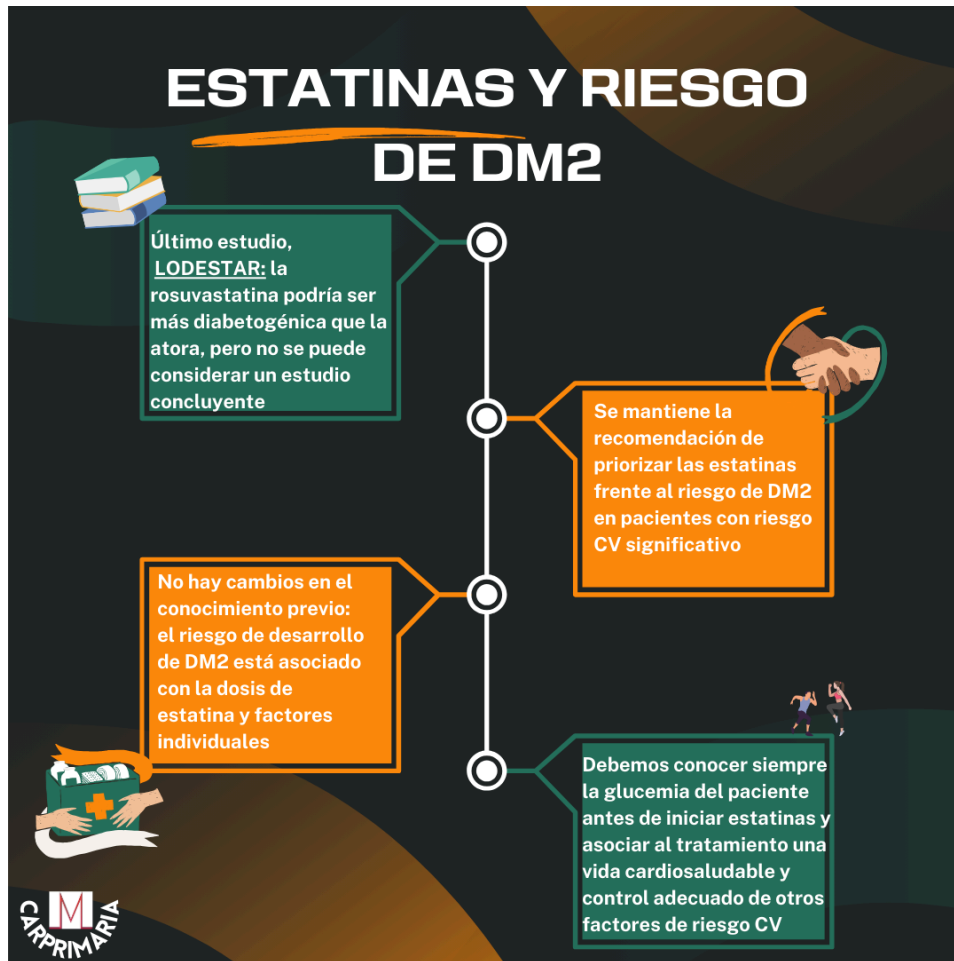 ESTATINAS Y RIESGO
DE DM2
Último estudio,
LODESTAR: la
rosuvastatina podría ser
más diabetogénica que la
atora, pero no se puede
considerar un estudio
concluyente
Se mantiene la
recomendación de
priorizar las estatinas
frente al riesgo de DM2
en pacientes con riesgo
CV significativo
No hay cambios en el
conocimiento previo:
el riesgo de desarrollo
de DM2 está asociado
con la dosis de
estatina y factores
individuales
Debemos conocer siempre
la glucemia del paciente
antes de iniciar estatinas y
asociar al tratamiento una
vida cardiosaludable y
control adecuado de otros
factores de riesgo CV
M
CARPRIMARIA